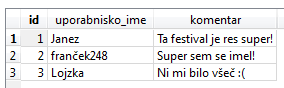 id uporabnisko_ime komentar
1 1 Janez Ta festival je res super!
2 2 franček248 Super sem se imel!
3 3 Lojzka Ni mi bilo všeč :(